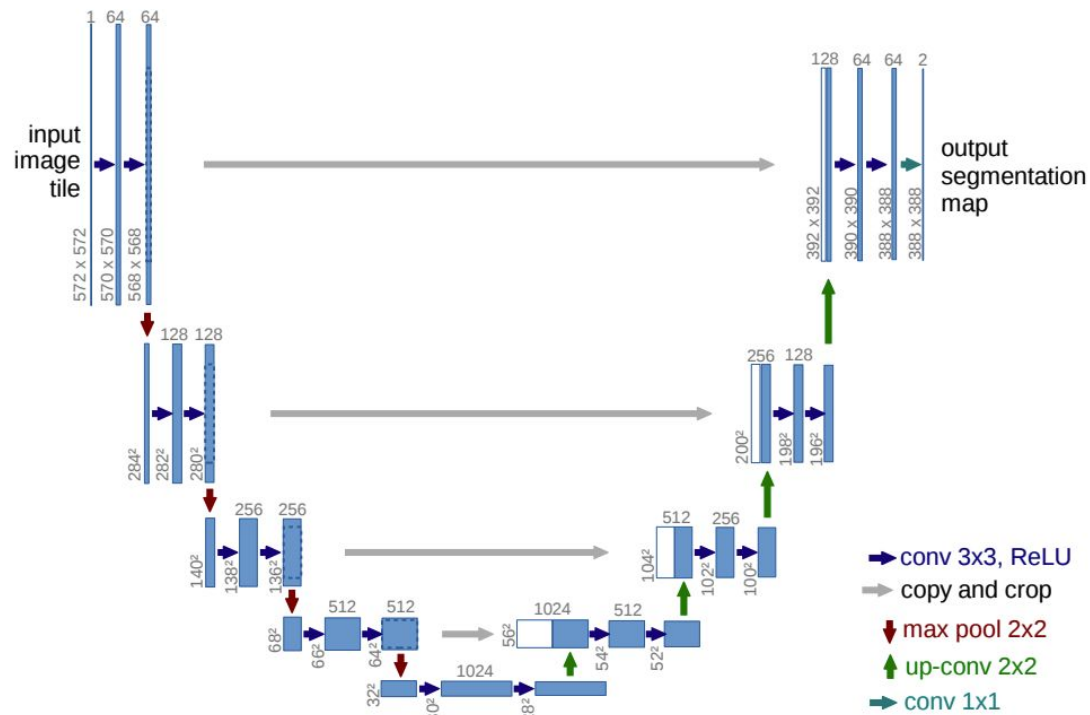 1 64 64
128 64 64 2
input
image
tile
output
segmentation
map
572 x 572
570 x 570
568 x 568
392 x 392
390 x 390
388 x 388
388 x 388
128 128
256 128
284²
282²
280²
200²
198²
196²
256 256
512 256
140²
138²
136²
104²
102²
100²
512 512
1024 512
68²
66²
64²
56²
54²
52²
1024
32²
conv 3x3, ReLU
copy and crop
max pool 2x2
up-conv 2x2
conv 1x1